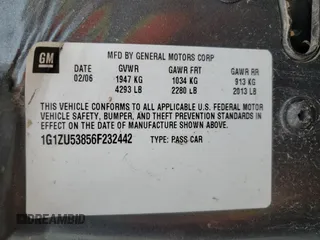 GM
MFD BY GENERAL MOTORS CORP
DATE GVWR GAWR FRT GAWR RR
02/06 1947 KG 1034 KG 913 KG
4293 LB 2280 LB 2013 LB
THIS VEHICLE CONFORMS TO ALL APPLICABLE U.S. FEDERAL MOTOR
VEHICLE SAFETY, BUMPER, AND THEFT PREVENTION STANDARDS
IN EFFECT ON THE DATE OF MANUFACTURE SHOWN ABOVE.
1G1ZU53856F232442 TYPE: PASS CAR
DREAMBID